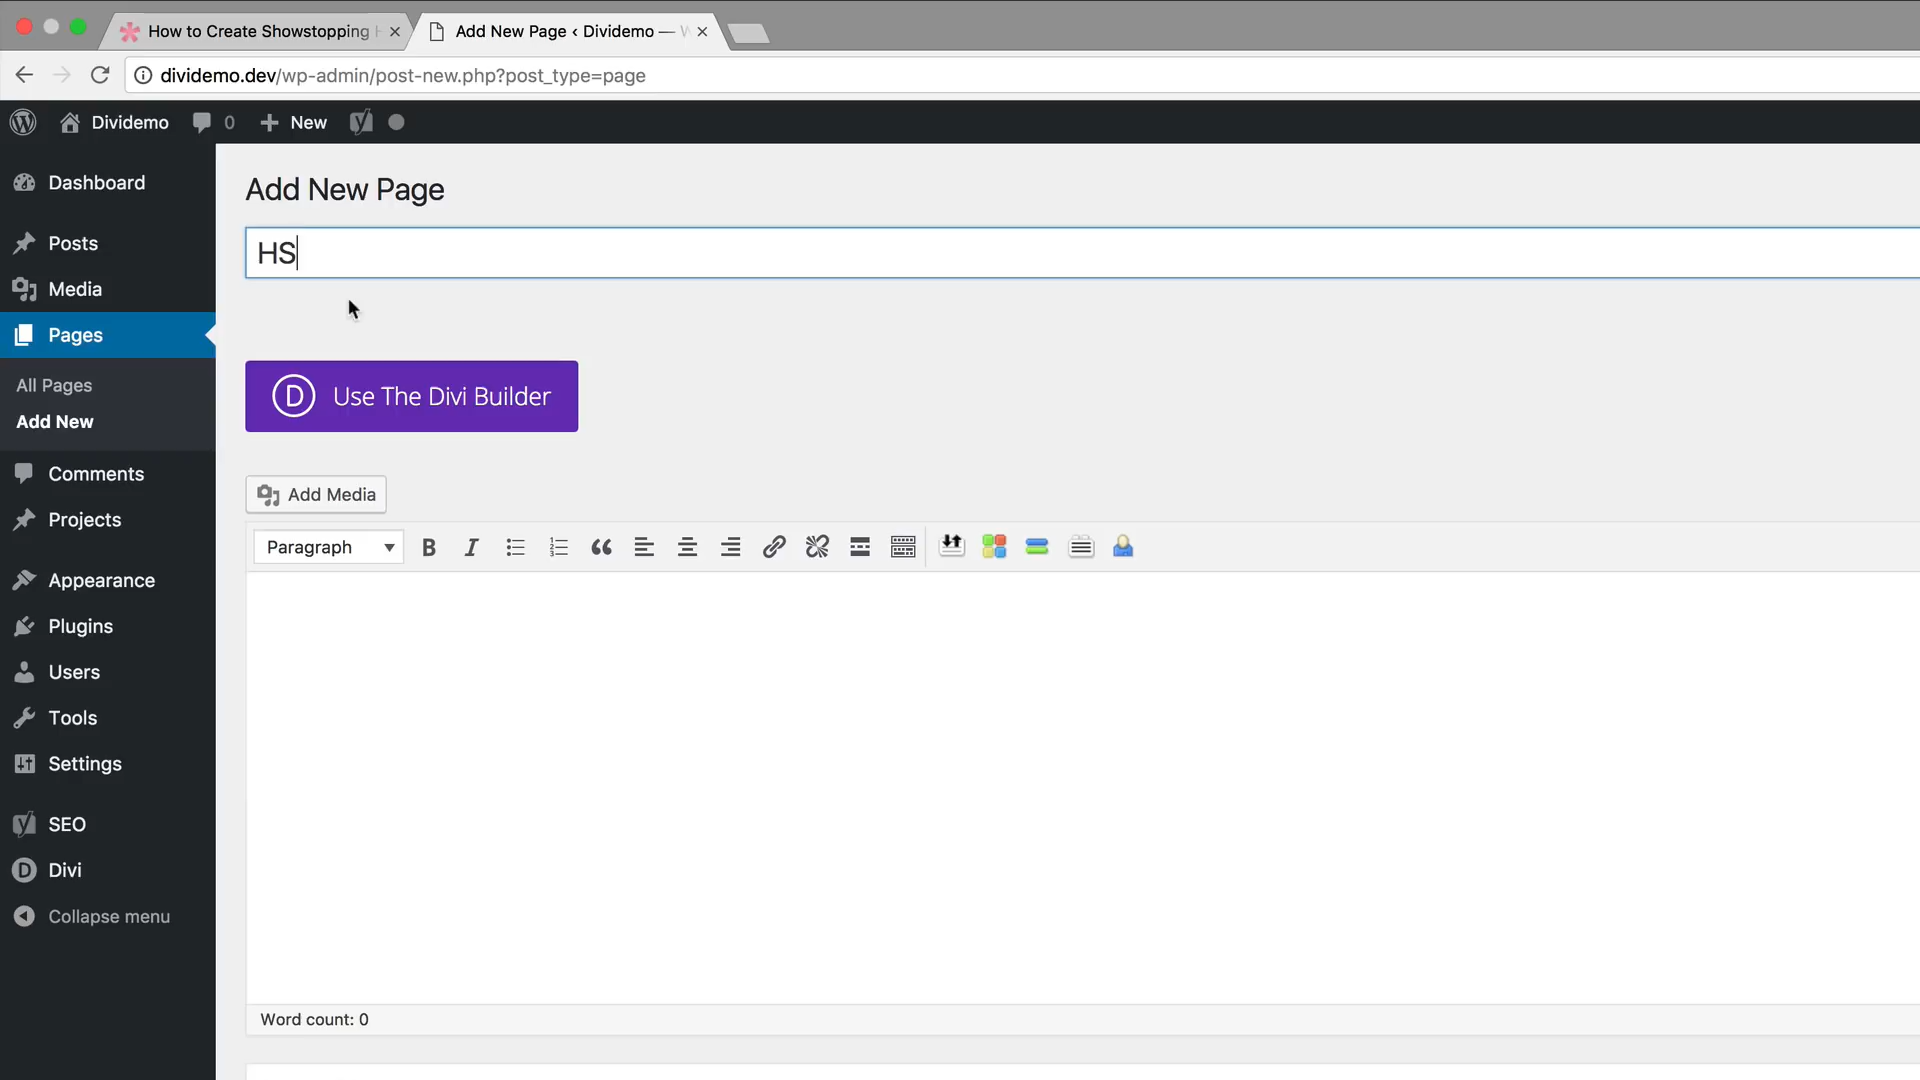 How to Create Showstopping
Add New Page ‹ Dividemo —
dividemo.dev/wp-admin/post-new.php?post_type=page
Dividemo 0 New
Dashboard
Posts
Media
Pages
All Pages
Add New
Comments
Projects
Appearance
Plugins
Users
Tools
Settings
SEO
Divi
Collapse menu
Add New Page
HS
D Use The Divi Builder
Add Media
Paragraph B I
Word count: 0